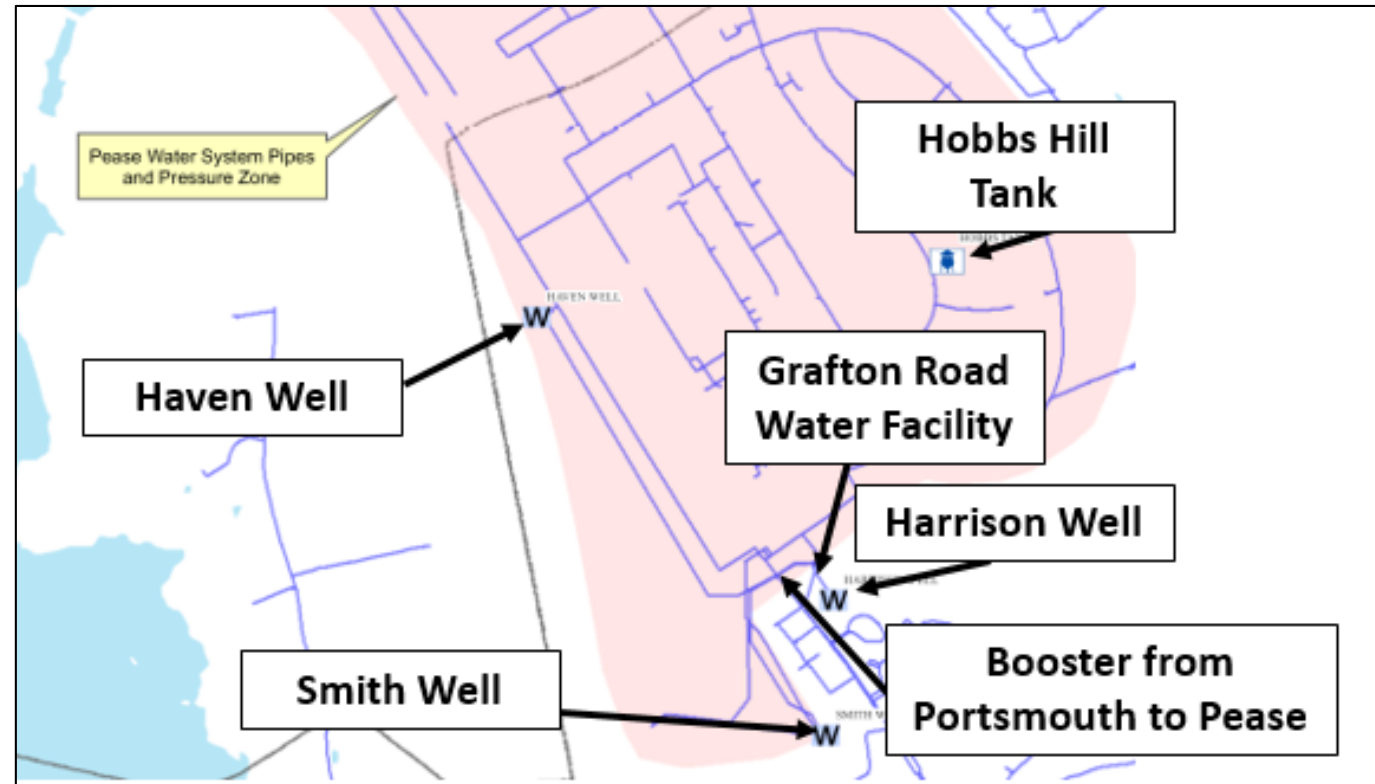 Hobbs Hill
Tank
Pease Water System Pipes
and Pressure Zone
HAVEN WELL
W
Haven Well
Grafton Road
Water Facility
Harrison Well
W
Booster from
Portsmouth to Pease
Smith Well
SMITH W
W